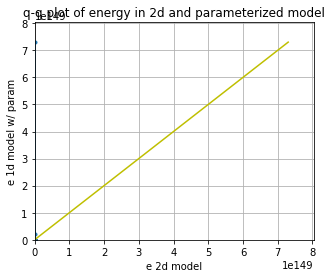 q-q plot of energy in 2d and parameterized model
1e149
8
7
6
5
4
3
2
1
0
e 1d model w/ param
0 1 2 3 4 5 6 7 8
1e149
e 2d model